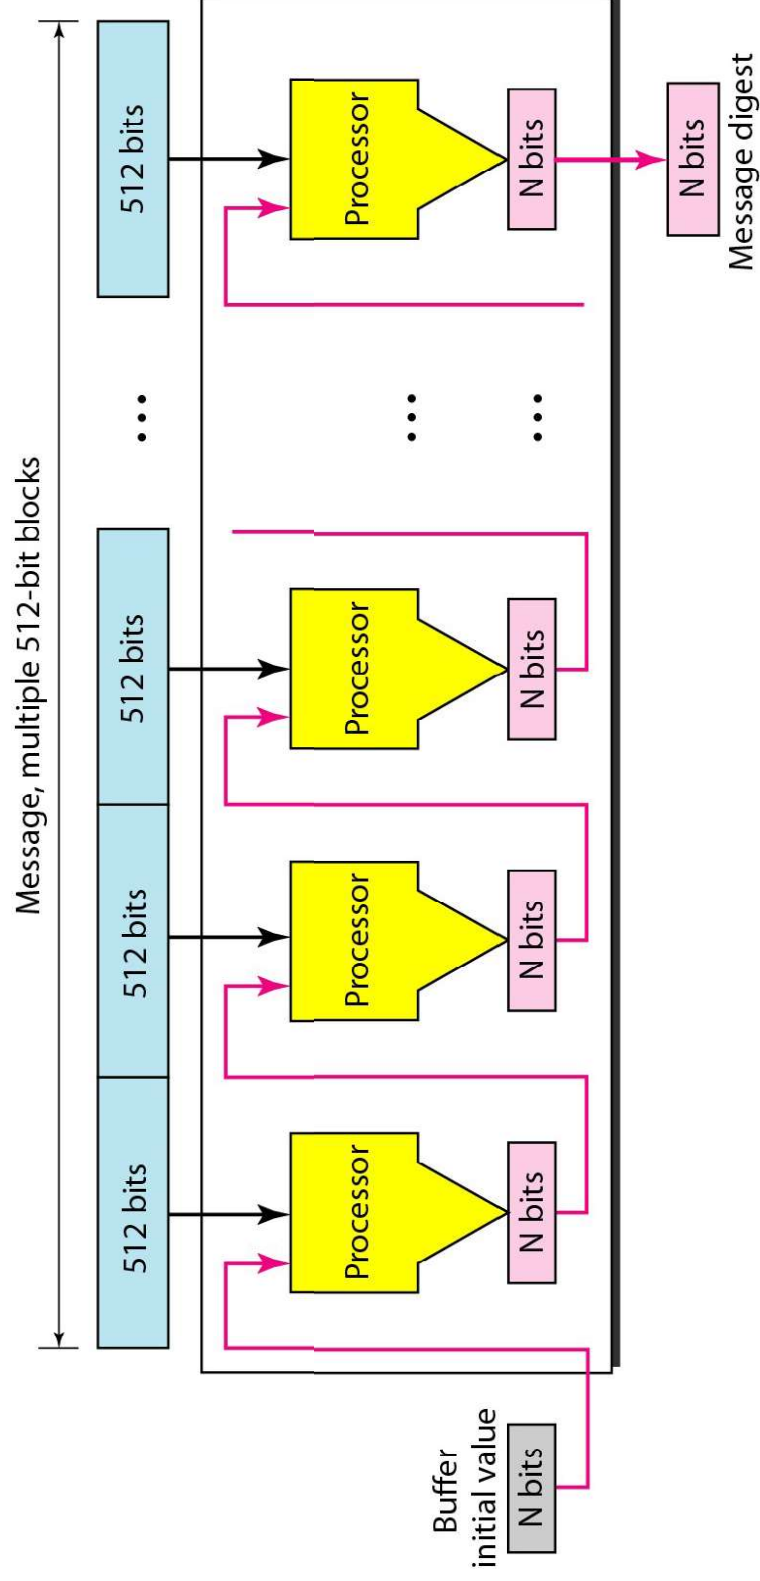 Message, multiple 512-bit blocks
512 bits
512 bits
512 bits
...
512 bits
Processor
Processor
Processor
...
Processor
Buffer
initial value
N bits
N bits
N bits
N bits
...
N bits
N bits
Message digest